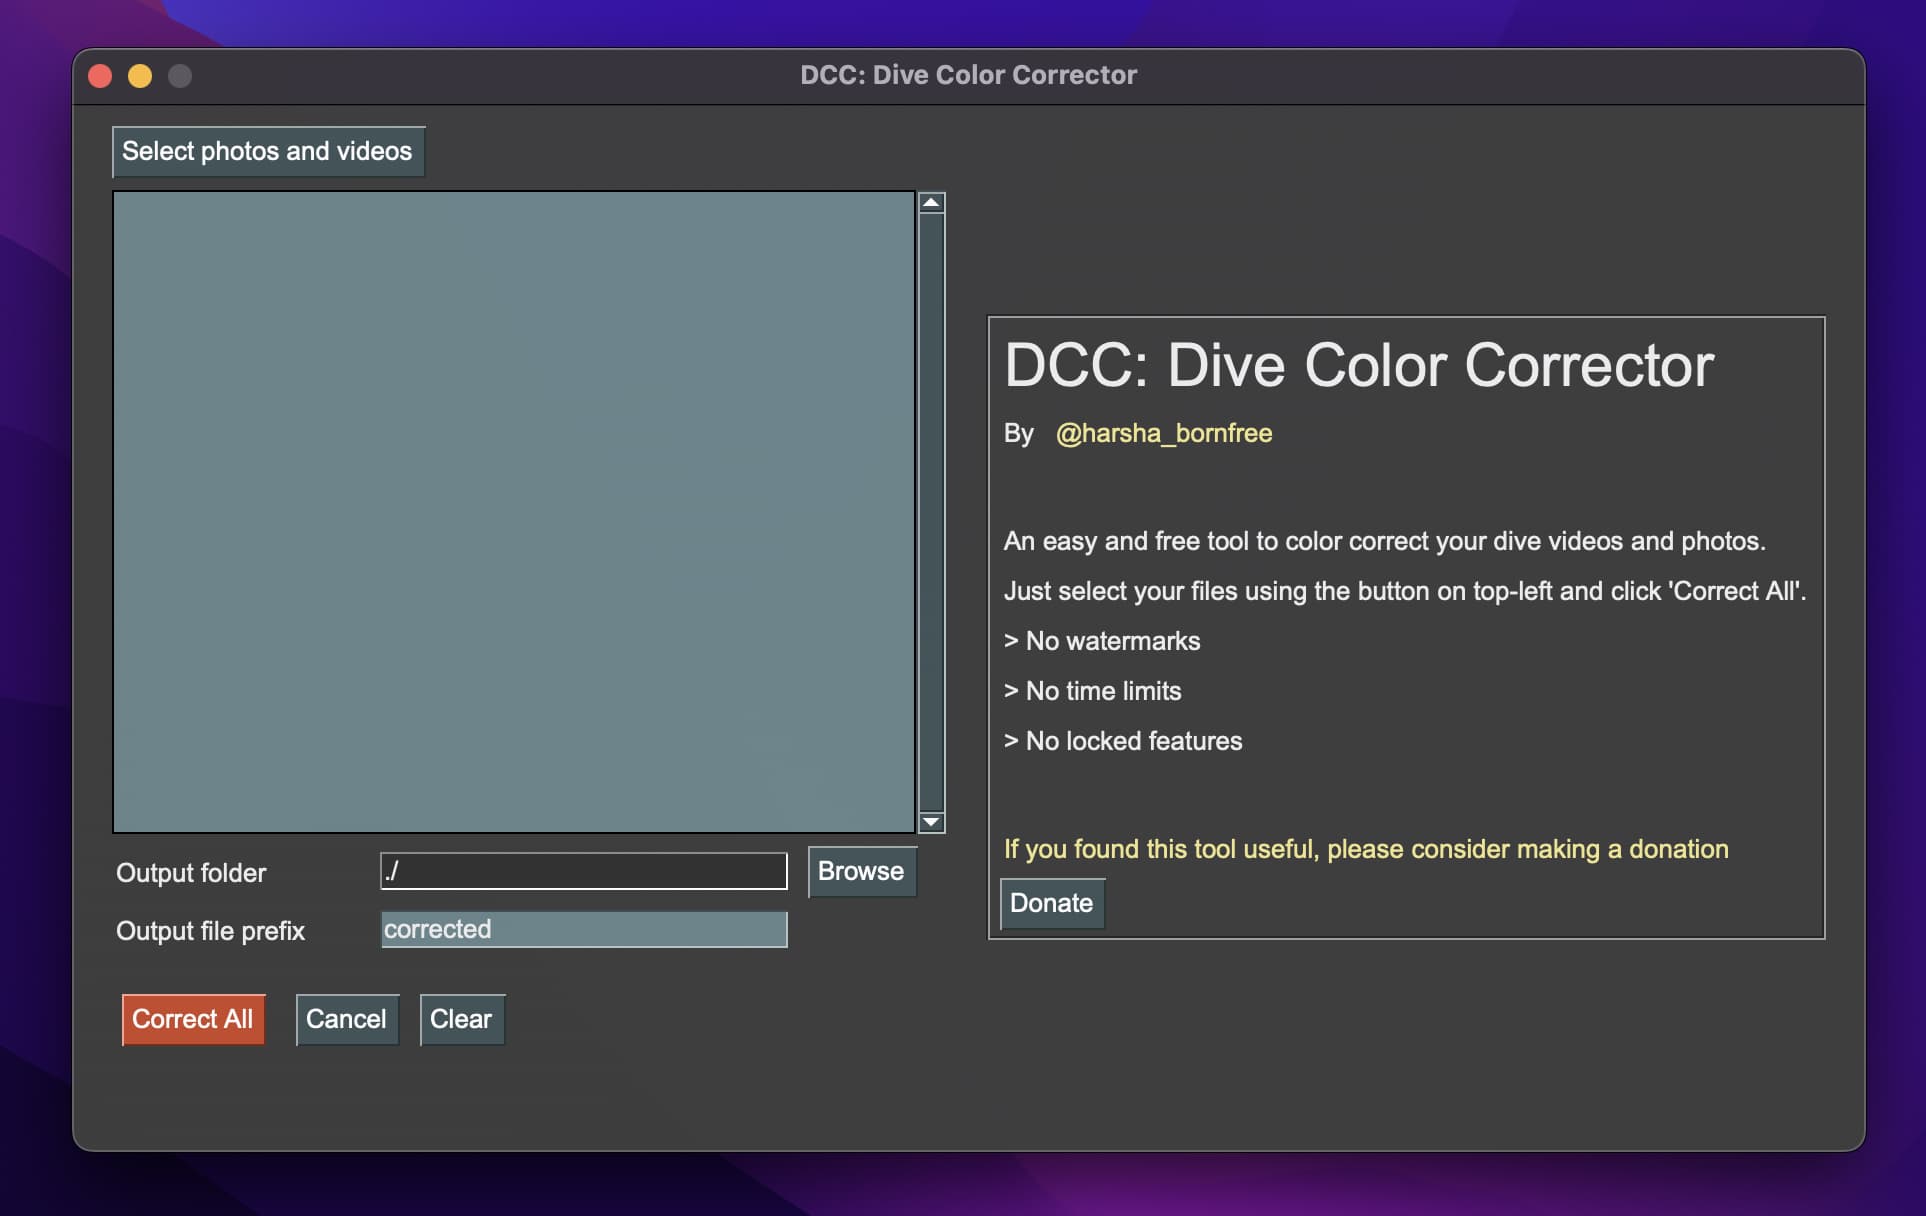 DCC: Dive Color Corrector
Select photos and videos
Output folder
./
Browse
Output file prefix
corrected
Correct All
Cancel
Clear
DCC: Dive Color Corrector
By @harsha_bornfree
An easy and free tool to color correct your dive videos and photos.
Just select your files using the button on top-left and click 'Correct All'.
> No watermarks
> No time limits
> No locked features
If you found this tool useful, please consider making a donation
Donate